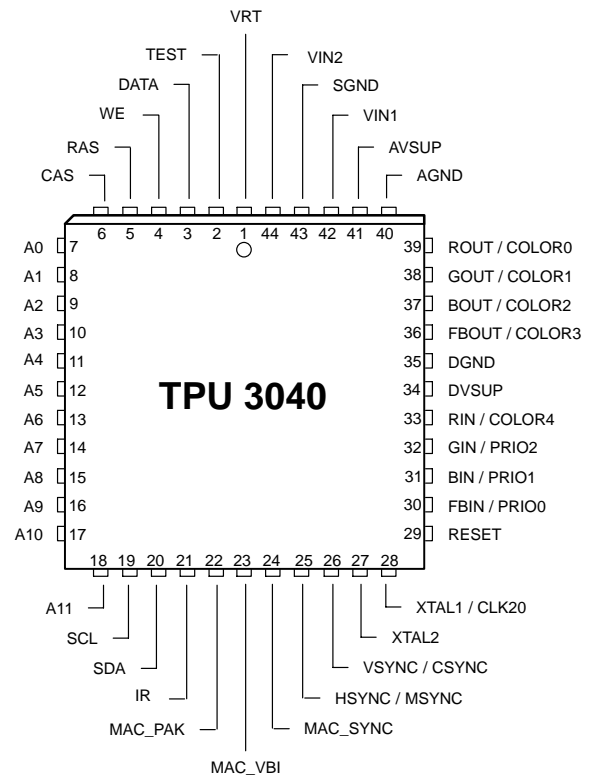 VRT
TEST VIN2
DATA SGND
WE VIN1
RAS AVSUP
CAS AGND
6 5 4 3 2 1 44 43 42 41 40
A0 7 39 ROUT / COLOR0
A1 8 38 GOUT / COLOR1
A2 9 37 BOUT / COLOR2
A3 10 36 FBOUT / COLOR3
A4 11 35 DGND
A5 12 TPU 3040 34 DVSUP
A6 13 33 RIN / COLOR4
A7 14 32 GIN / PRIO2
A8 15 31 BIN / PRIO1
A9 16 30 FBIN / PRIO0
A10 17 29 RESET
18 19 20 21 22 23 24 25 26 27 28
A11 XTAL1 / CLK20
SCL XTAL2
SDA VSYNC / CSYNC
IR HSYNC / MSYNC
MAC_PAK MAC_SYNC
MAC_VBI